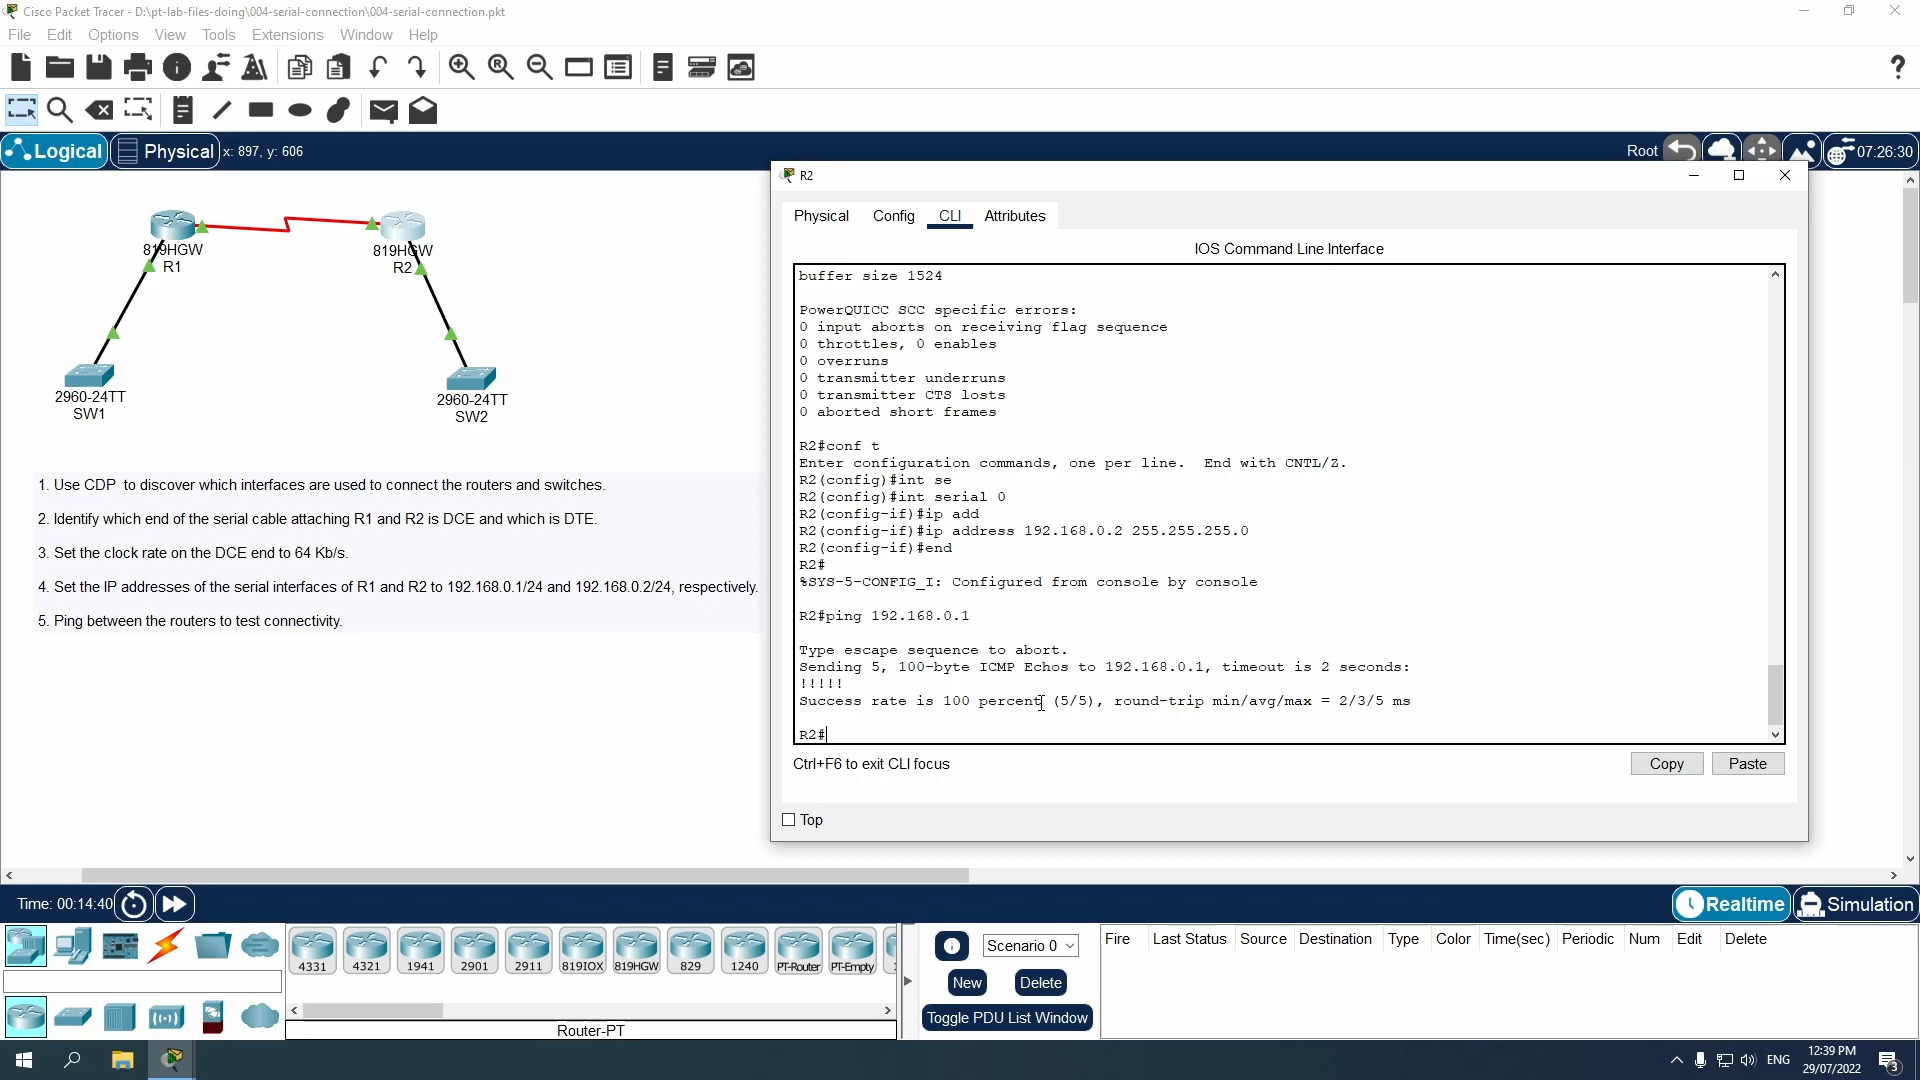 Cisco Packet Tracer - D:\pt-lab-files-doing\004-serial-connection\004-serial-connection.pkt
File Edit Options View Tools Extensions Window Help
?
Logical Physical x: 897, y: 606
Root 07:26:30
819HGW
R1
819HGW
R2
2960-24TT
SW1
2960-24TT
SW2
1. Use CDP to discover which interfaces are used to connect the routers and switches.
2. Identify which end of the serial cable attaching R1 and R2 is DCE and which is DTE.
3. Set the clock rate on the DCE end to 64 Kb/s.
4. Set the IP addresses of the serial interfaces of R1 and R2 to 192.168.0.1/24 and 192.168.0.2/24, respectively.
5. Ping between the routers to test connectivity.
R2
Physical Config CLI Attributes
IOS Command Line Interface
buffer size 1524
PowerQUICC SCC specific errors:
0 input aborts on receiving flag sequence
0 throttles, 0 enables
0 overruns
0 transmitter underruns
0 transmitter CTS losts
0 aborted short frames
R2#conf t
Enter configuration commands, one per line.  End with CNTL/Z.
R2(config)#int se
R2(config)#int serial 0
R2(config-if)#ip add
R2(config-if)#ip address 192.168.0.2 255.255.255.0
R2(config-if)#end
R2#
%SYS-5-CONFIG_I: Configured from console by console
R2#ping 192.168.0.1
Type escape sequence to abort.
Sending 5, 100-byte ICMP Echos to 192.168.0.1, timeout is 2 seconds:
!!!!!
Success rate is 100 percent (5/5), round-trip min/avg/max = 2/3/5 ms
R2#
Ctrl+F6 to exit CLI focus
Copy Paste
Top
Time: 00:14:40
Realtime Simulation
4331 4321 1941 2901 2911 819IOX 819HGW 829 1240 PT-Router PT-Empty
Router-PT
Scenario 0
New Delete
Toggle PDU List Window
Fire Last Status Source Destination Type Color Time(sec) Periodic Num Edit Delete
ENG
12:39 PM
29/07/2022
3